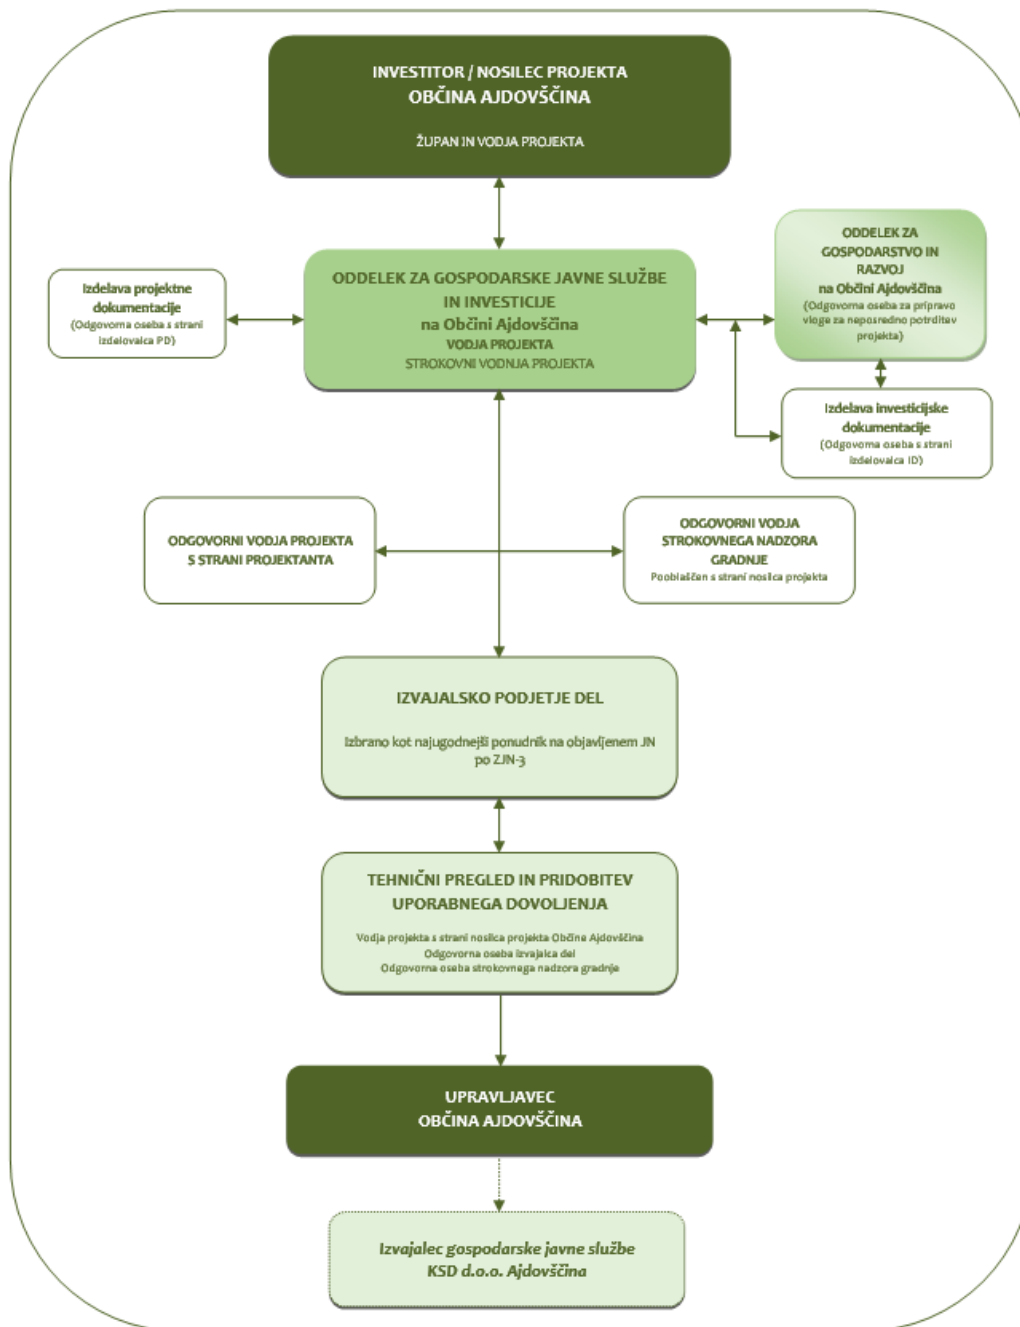 INVESTITOR / NOSILEC PROJEKTA
OBČINA AJDOVŠČINA
ŽUPAN IN VODJA PROJEKTA
ODDELEK ZA
GOSPODARSTVO IN
RAZVOJ
na Občini Ajdovščina
(Odgovorna oseba za pripravo
vloge za neposredno potrditev
projekta)
Izdelava projektne
dokumentacije
(Odgovorna oseba s strani
izdelovalca PD)
ODDELEK ZA GOSPODARSKE JAVNE SLUŽBE
IN INVESTICIJE
na Občini Ajdovščina
VODJA PROJEKTA
STROKOVNI VODNJA PROJEKTA
Izdelava investicijske
dokumentacije
(Odgovorna oseba s strani
izdelovalca ID)
ODGOVORNI VODJA PROJEKTA
S STRANI PROJEKTANTA
ODGOVORNI VODJA
STROKOVNEGA NADZORA
GRADNJE
Pooblaščen s strani nosilca projekta
IZVAJALSKO PODJETJE DEL
Izbrano kot najugodnejši ponudnik na objavljenem JN
po ZJN-3
TEHNIČNI PREGLED IN PRIDOBITEV
UPORABNEGA DOVOLJENJA
Vodja projekta s strani nosilca projekta Občine Ajdovščina
Odgovorna oseba izvajalca del
Odgovorna oseba strokovnega nadzora gradnje
UPRAVLJAVEC
OBČINA AJDOVŠČINA
Izvajalec gospodarske javne službe
KSD d.o.o. Ajdovščina